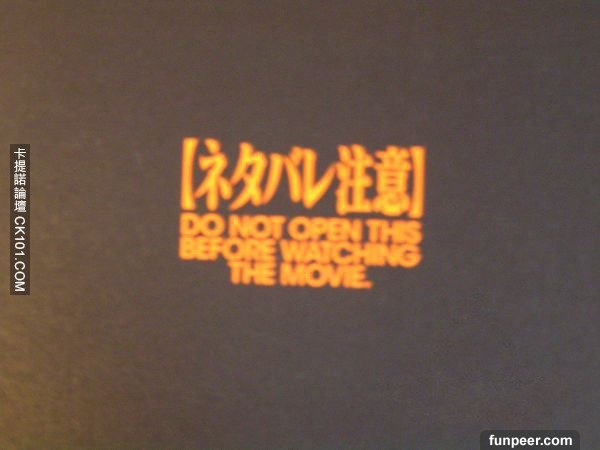 【ネタバレ注意】
DO NOT OPEN THIS
BEFORE WATCHING
THE MOVIE.
卡提諾論壇 CK101.COM
funpeer.com